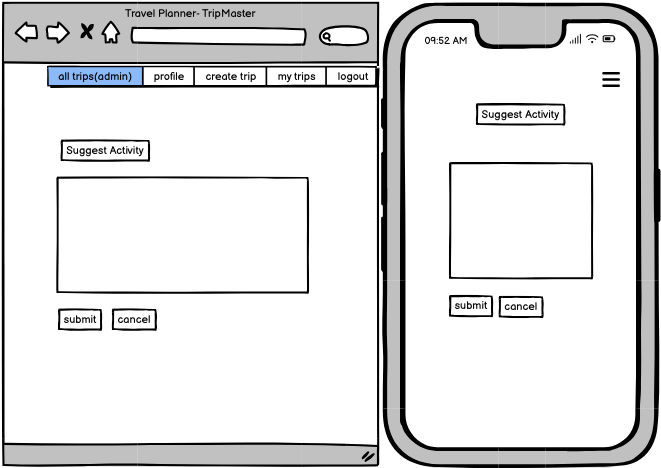 Travel Planner- TripMaster
all trips(admin) profile create trip my trips logout
Suggest Activity
submit cancel
09:52 AM
Suggest Activity
submit cancel